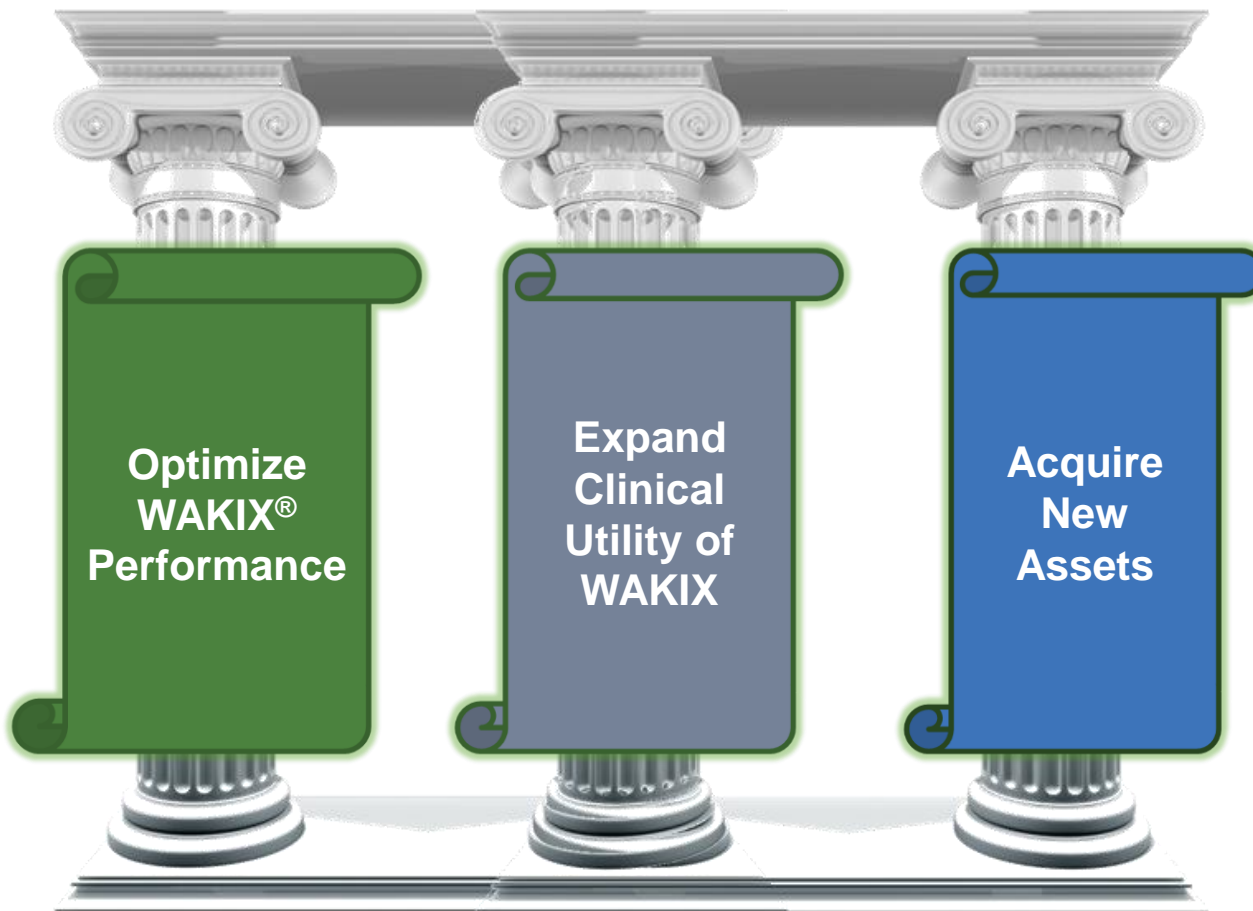 Optimize
WAKIX®
Performance
Expand
Clinical
Utility of
WAKIX
Acquire
New
Assets